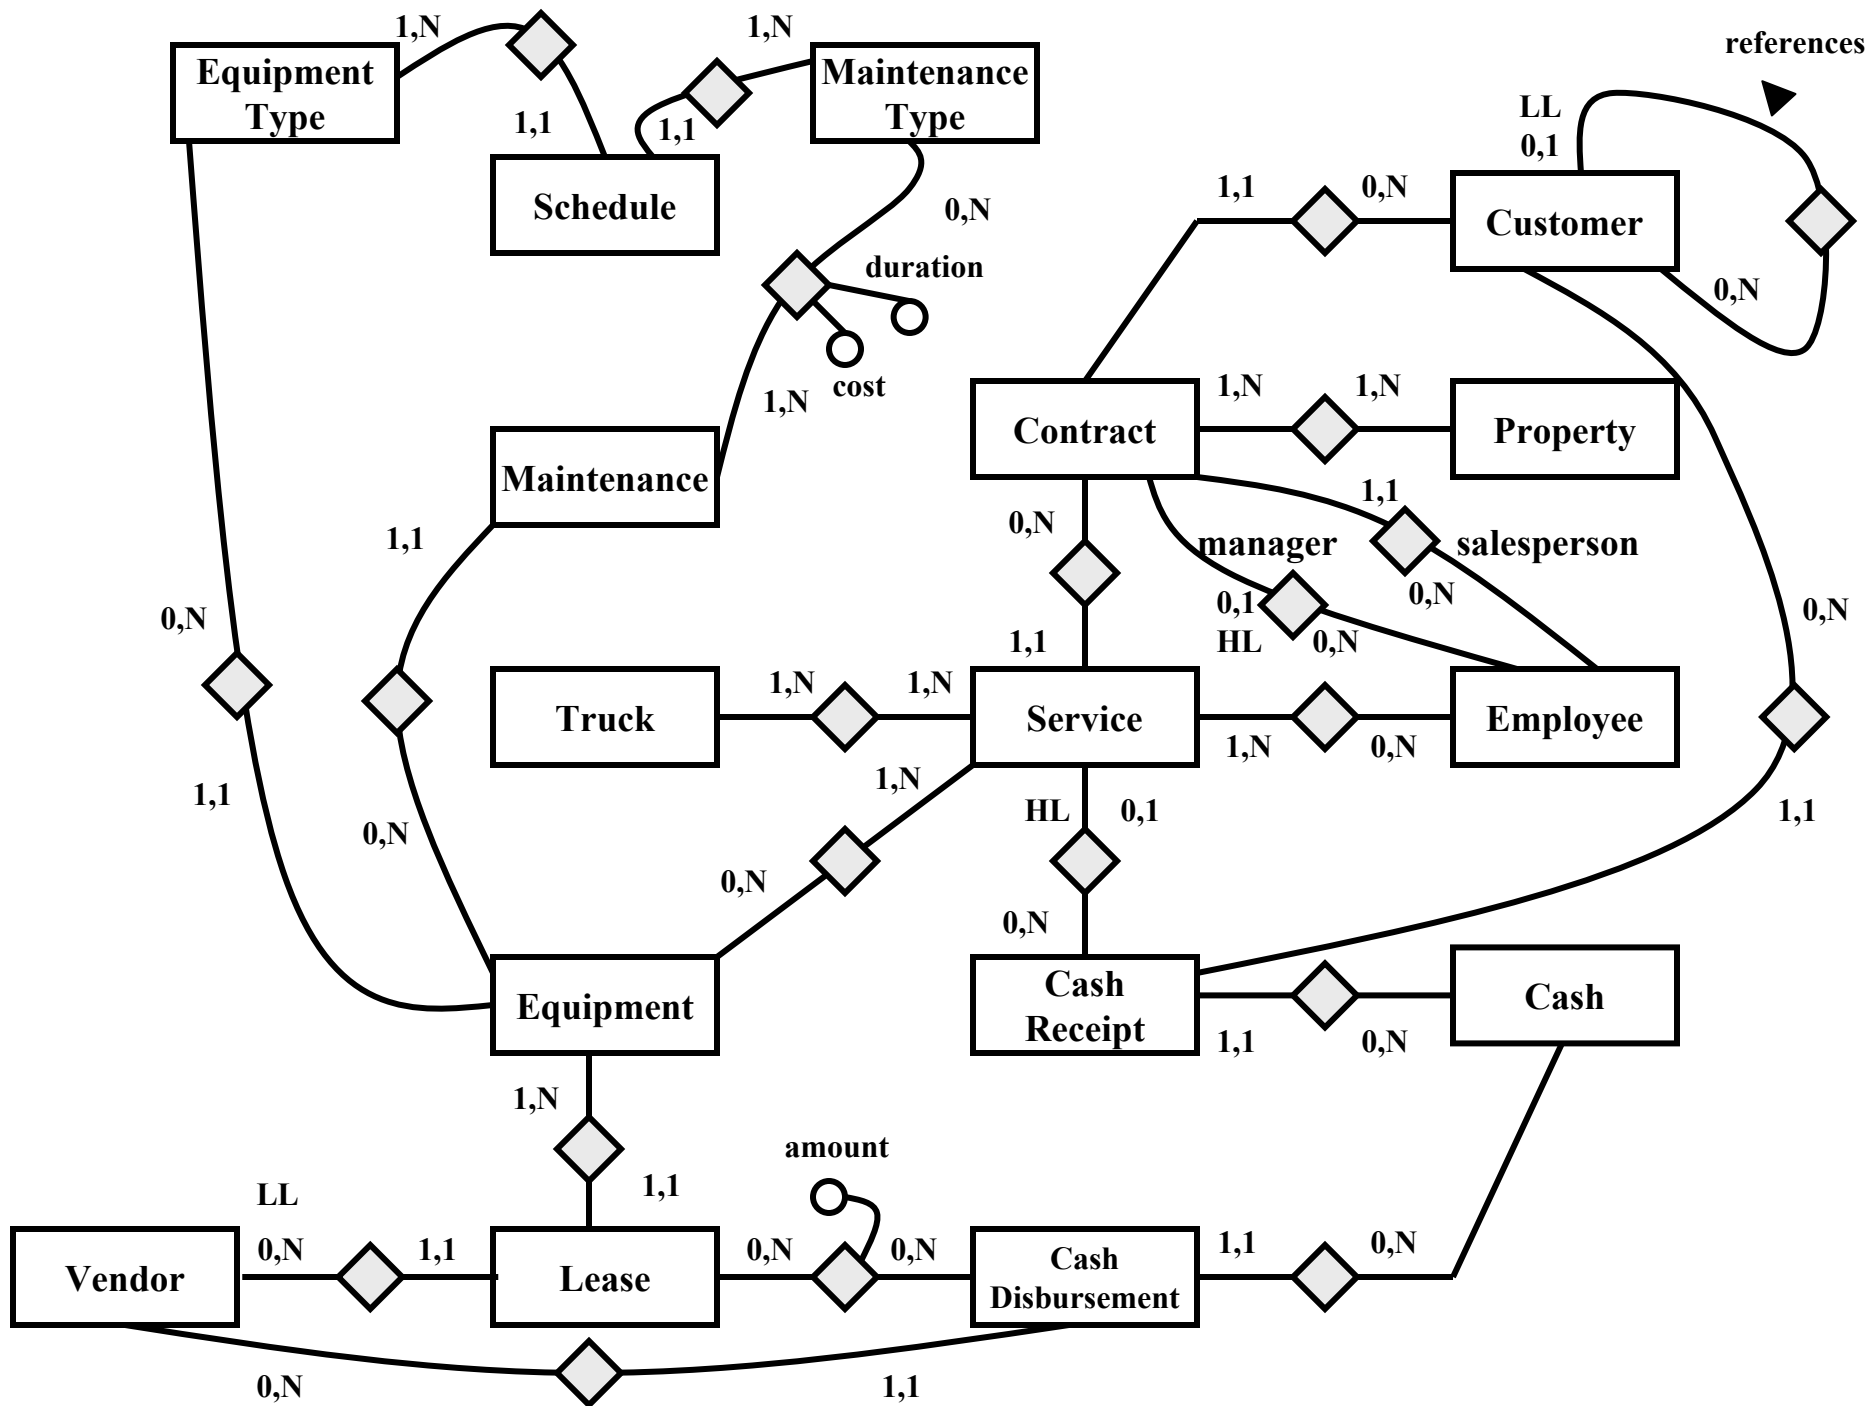 1,N
1,N
references
Equipment
Type
Maintenance
Type
LL
1,1
1,1
0,1
Schedule
1,1
0,N
Customer
0,N
duration
0,N
cost
1,N
1,N
1,N
Contract
Property
Maintenance
1,1
1,1
0,N
manager
salesperson
0,N
0,1
0,N
0,N
HL
0,N
1,1
1,N
1,N
Truck
Service
Employee
1,N
0,N
1,1
1,N
HL
0,1
1,1
0,N
0,N
0,N
Equipment
Cash
Receipt
Cash
1,1
0,N
1,N
amount
1,1
LL
0,N
1,1
0,N
0,N
1,1
0,N
Vendor
Lease
Cash
Disbursement
0,N
1,1